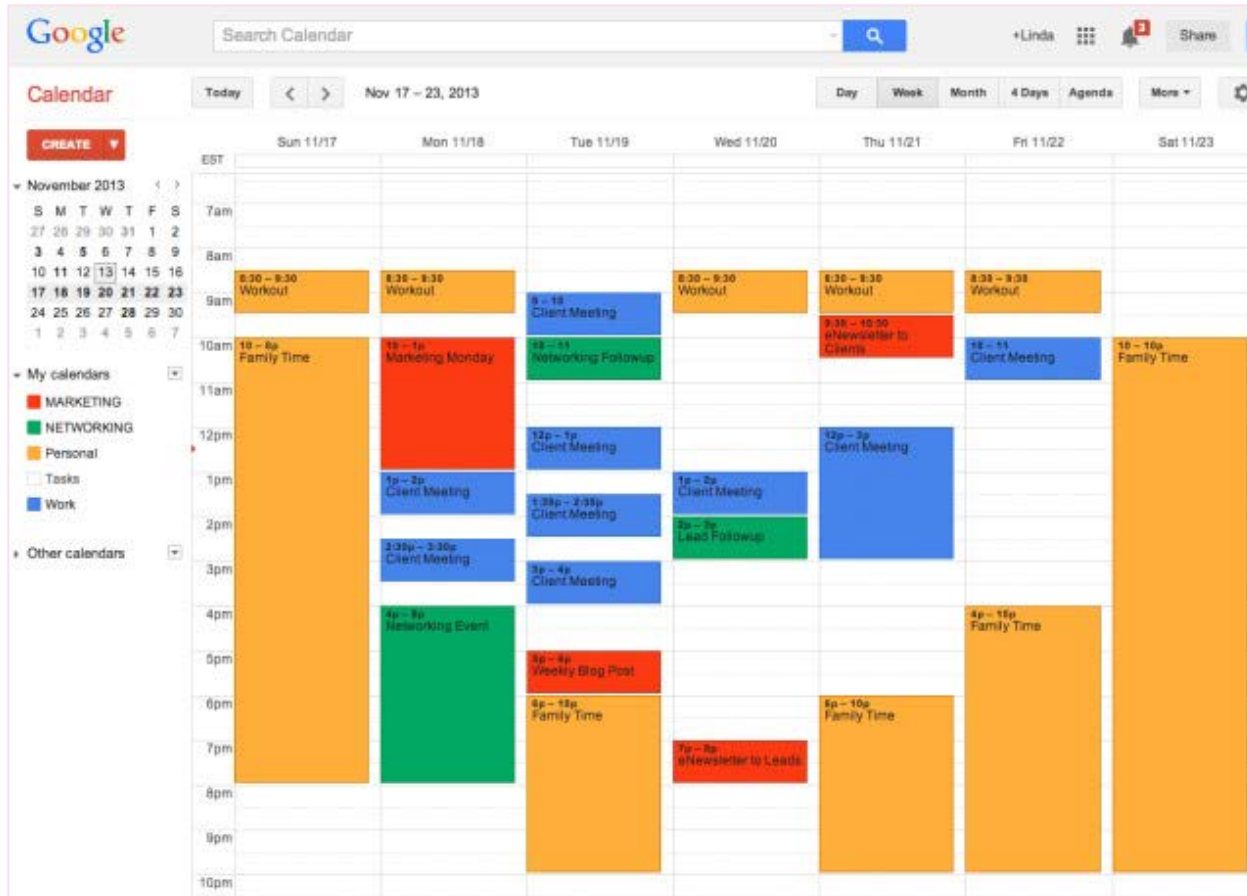 Google
Search Calendar
+Linda
3
Share
Calendar
Today
Nov 17 – 23, 2013
Day Week Month 4 Days Agenda
More
CREATE
Sun 11/17 Mon 11/18 Tue 11/19 Wed 11/20 Thu 11/21 Fri 11/22 Sat 11/23
EST
November 2013
S M T W T F S
27 28 29 30 31 1 2
3 4 5 6 7 8 9
10 11 12 13 14 15 16
17 18 19 20 21 22 23
24 25 26 27 28 29 30
1 2 3 4 5 6 7
My calendars
MARKETING
NETWORKING
Personal
Tasks
Work
Other calendars
7am
8am
9am
10am
11am
12pm
1pm
2pm
3pm
4pm
5pm
6pm
7pm
8pm
9pm
10pm
8:30 – 9:30
Workout
10 – 8p
Family Time
8:30 – 9:30
Workout
10 – 1p
Marketing Monday
1p – 2p
Client Meeting
2:30p – 3:30p
Client Meeting
4p – 8p
Networking Event
9 – 10
Client Meeting
10 – 11
Networking Followup
12p – 1p
Client Meeting
1:30p – 2:30p
Client Meeting
3p – 4p
Client Meeting
5p – 6p
Weekly Blog Post
6p – 10p
Family Time
8:30 – 9:30
Workout
1p – 2p
Client Meeting
2p – 3p
Lead Followup
7p – 8p
eNewsletter to Leads
8:30 – 9:30
Workout
9:30 – 10:30
eNewsletter to
Clients
12p – 3p
Client Meeting
6p – 10p
Family Time
8:30 – 9:30
Workout
10 – 11
Client Meeting
4p – 10p
Family Time
10 – 10p
Family Time